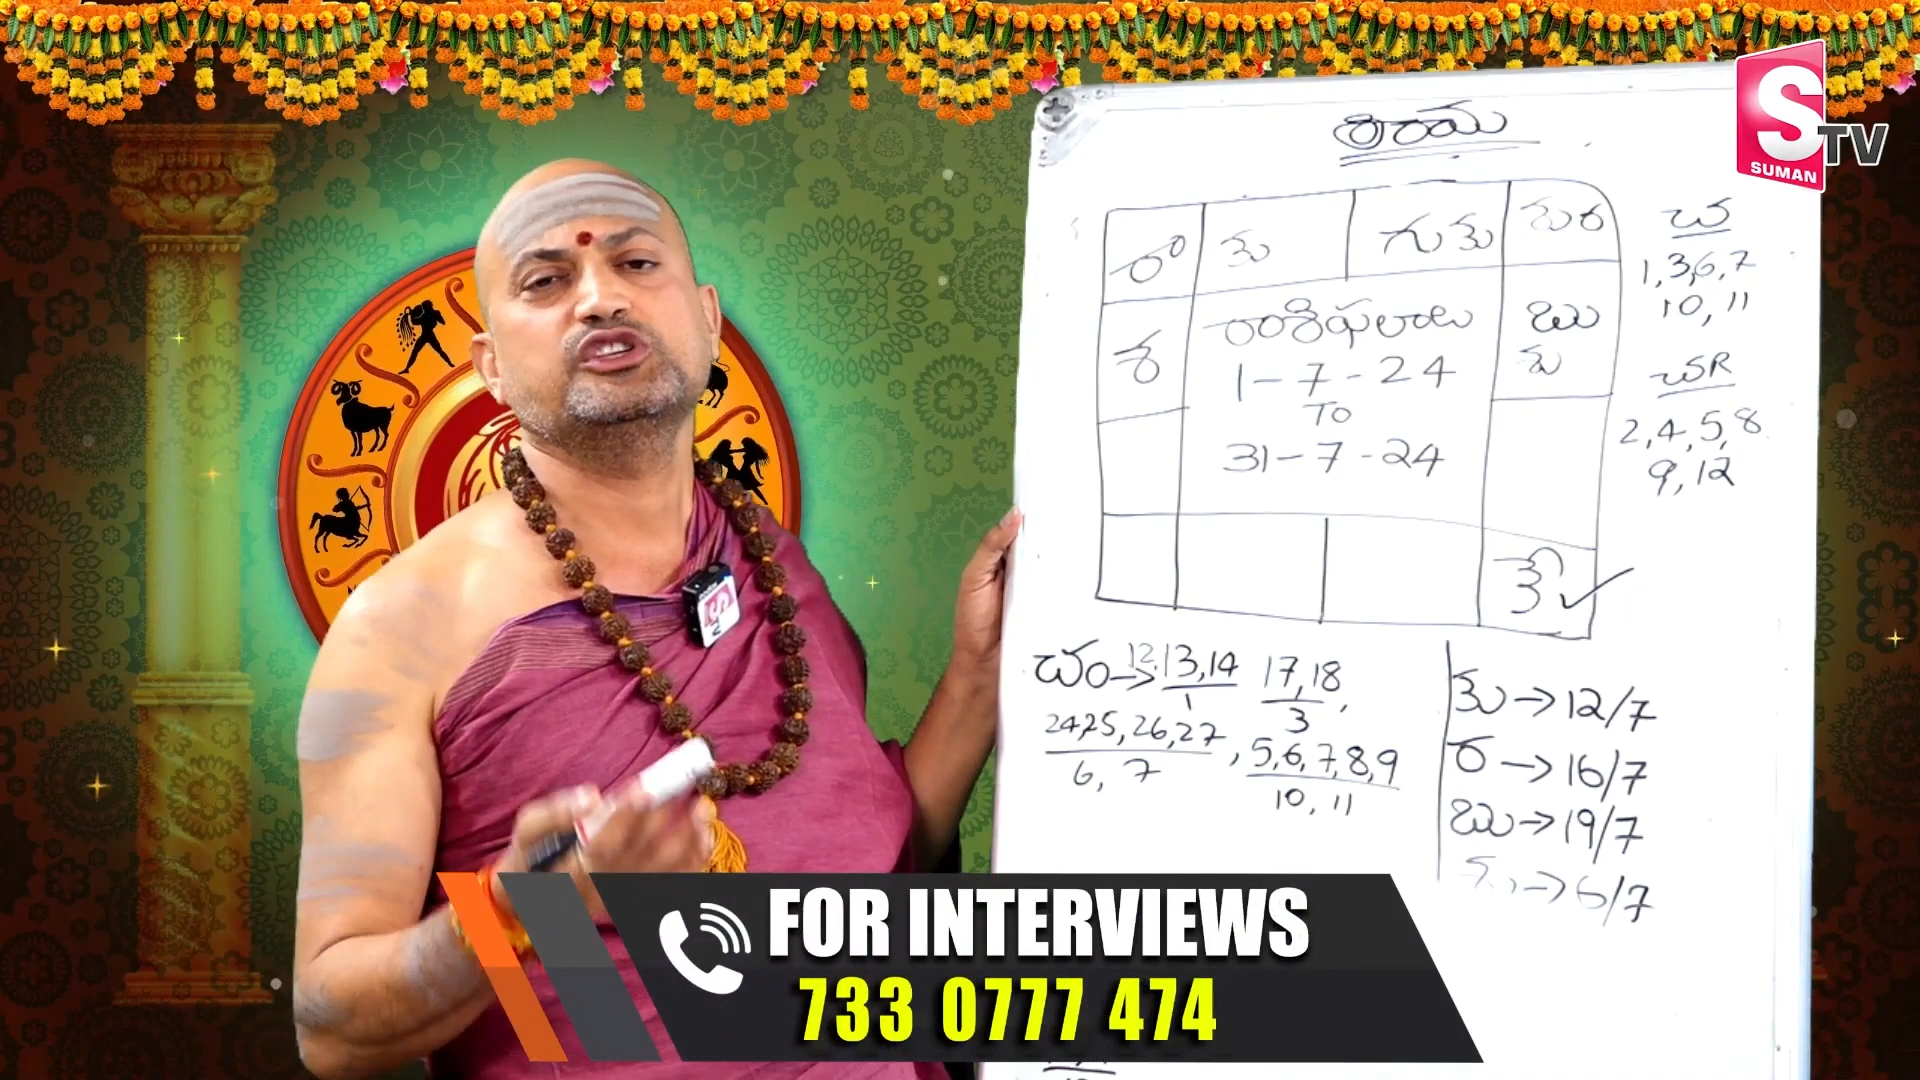 శ్రీరామ
S
TV
SUMAN
రా
కు
గు కు
శు ర
శ
రాశిఫలాలు
1-7-24
TO
31-7-24
బు
శు
కే
చ
1,3,6,7
10,11
చR
2,4,5,8
9,12
చం→ 12,13,14 17,18,
1 3
24,25,26,27, 5,6,7,8,9
6, 7 10, 11
కు→12/7
ర→16/7
బు→19/7
→6/7
FOR INTERVIEWS
733 0777 474